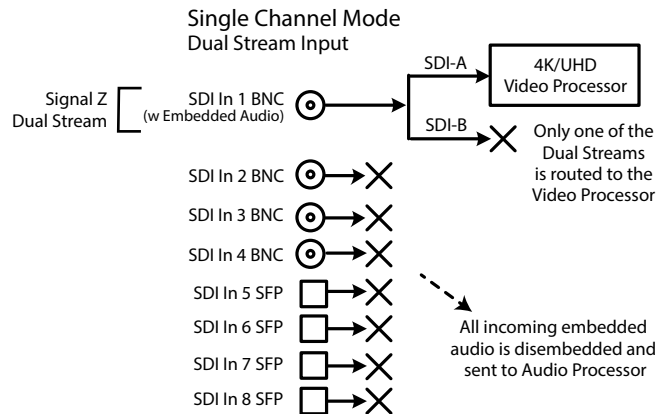 Single Channel Mode
Dual Stream Input
SDI-A
4K/UHD
Video Processor
Signal Z
Dual Stream
SDI In 1 BNC
(w Embedded Audio)
SDI-B
Only one of the
Dual Streams
is routed to the
Video Processor
SDI In 2 BNC
SDI In 3 BNC
SDI In 4 BNC
SDI In 5 SFP
SDI In 6 SFP
SDI In 7 SFP
SDI In 8 SFP
All incoming embedded
audio is disembedded and
sent to Audio Processor